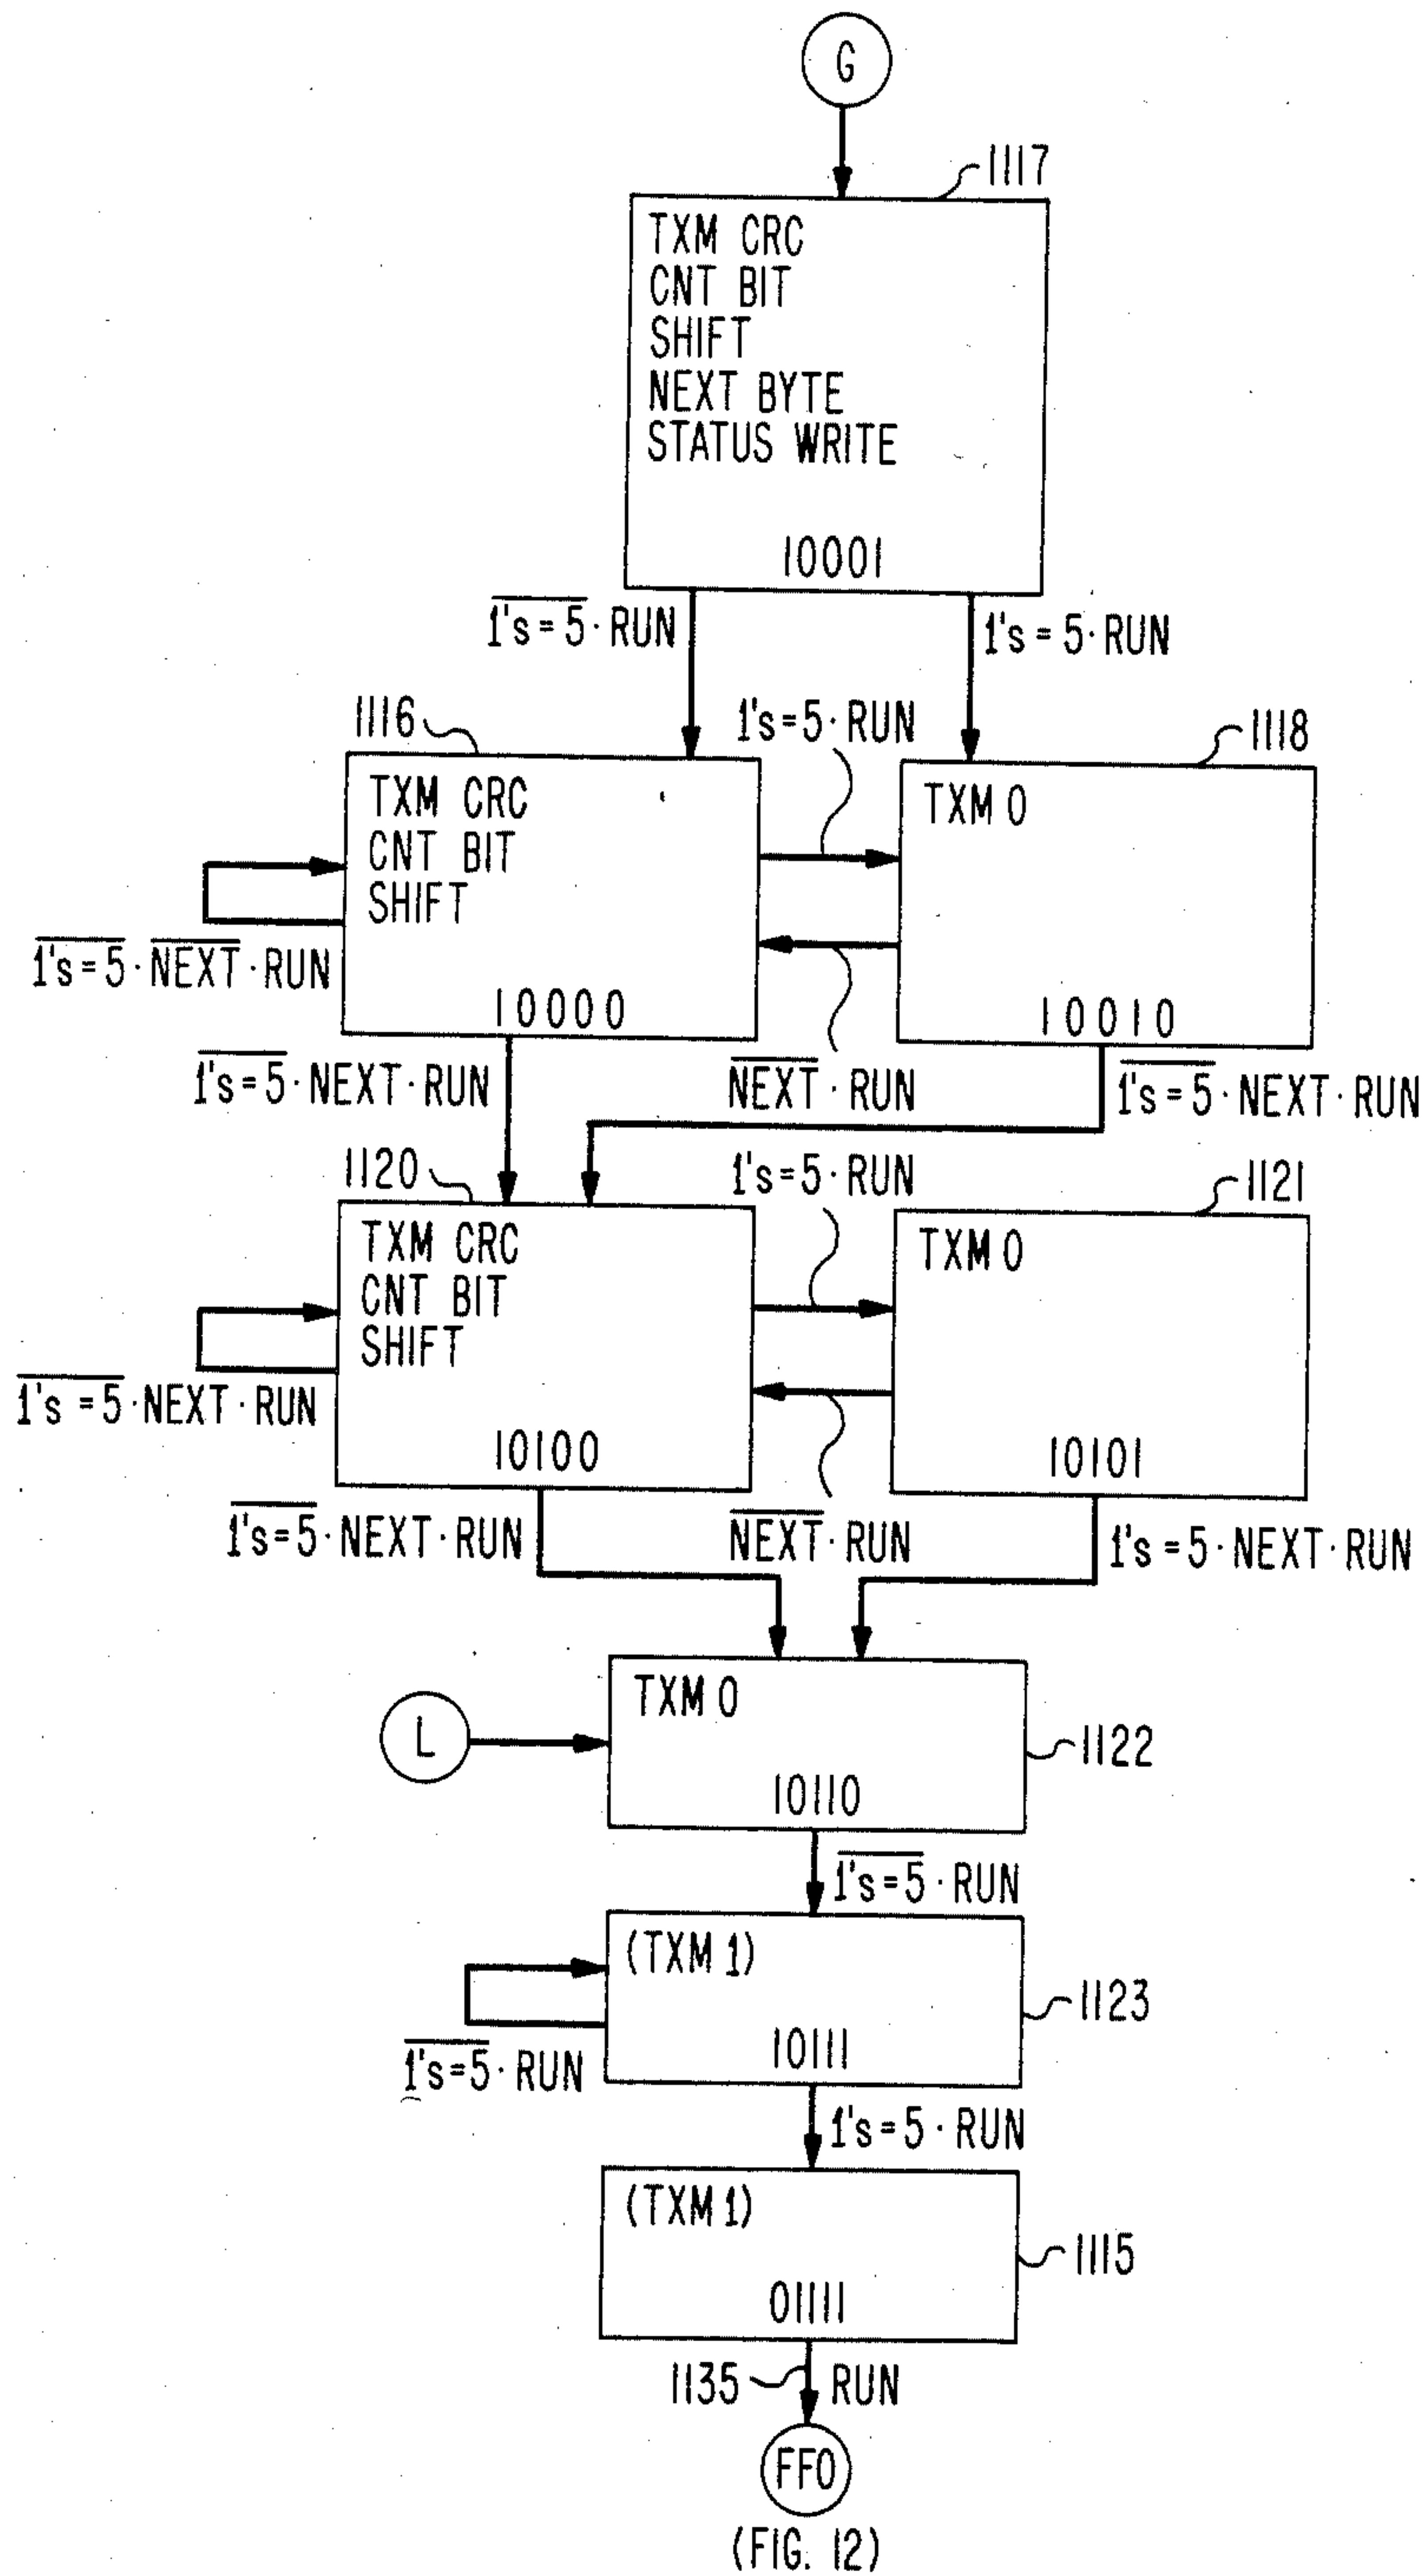 G
1117
TXM CRC
CNT BIT
SHIFT
NEXT BYTE
STATUS WRITE
10001
1̅'̅s̅=̅5̅ · RUN
1's=5 · RUN
1116
1's=5 · RUN
1118
TXM CRC
CNT BIT
SHIFT
10000
TXM 0
10010
1̅'̅s̅=̅5̅ · N̅E̅X̅T̅ · RUN
1̅'̅s̅=̅5̅ · NEXT · RUN
N̅E̅X̅T̅ · RUN
1̅'̅s̅=̅5̅ · NEXT · RUN
1120
1's=5 · RUN
1121
TXM CRC
CNT BIT
SHIFT
10100
TXM 0
10101
1̅'̅s̅=̅5̅ · NEXT · RUN
1̅'̅s̅=̅5̅ · NEXT · RUN
N̅E̅X̅T̅ · RUN
1's=5 · NEXT · RUN
L
TXM 0
10110
1122
1̅'̅s̅=̅5̅ · RUN
(TXM 1)
10111
1123
1̅'̅s̅=̅5̅ · RUN
1's=5 · RUN
(TXM 1)
01111
1115
1135
RUN
FFO
(FIG. 12)